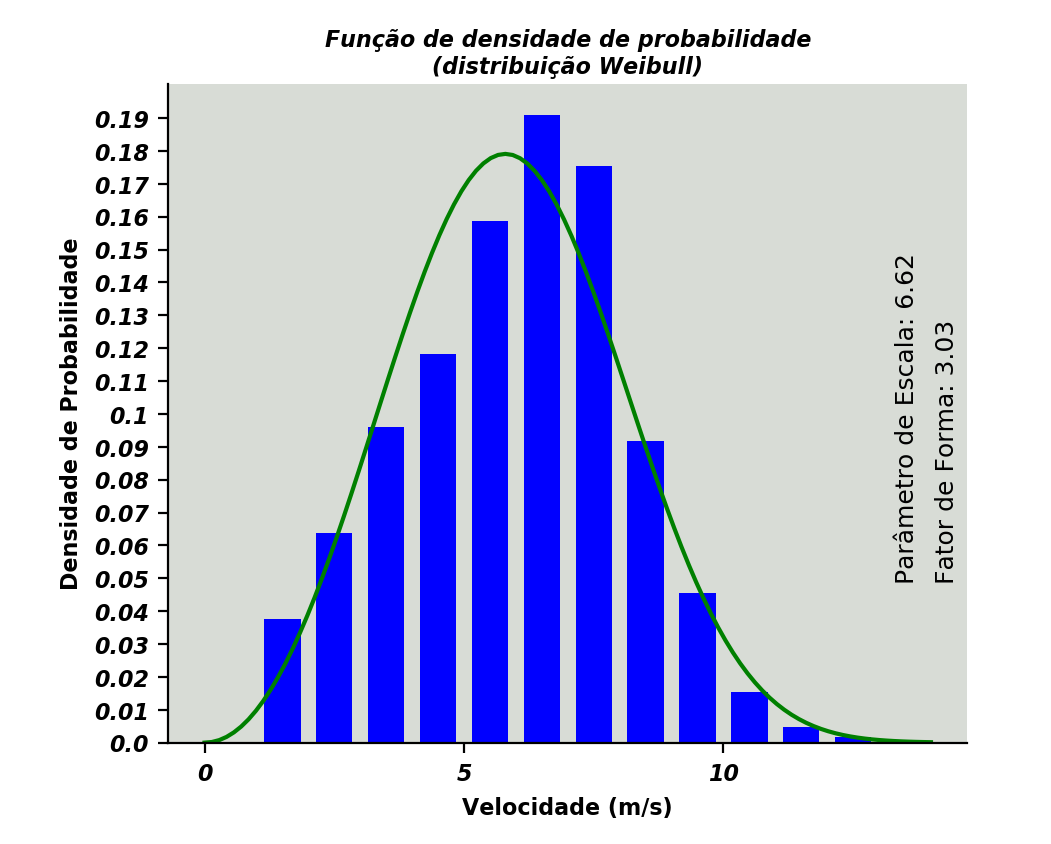 Função de densidade de probabilidade
(distribuição Weibull)
Densidade de Probabilidade
0.19
0.18
0.17
0.16
0.15
0.14
0.13
0.12
0.11
0.1
0.09
0.08
0.07
0.06
0.05
0.04
0.03
0.02
0.01
0.0
Parâmetro de Escala: 6.62
Fator de Forma: 3.03
0 5 10
Velocidade (m/s)